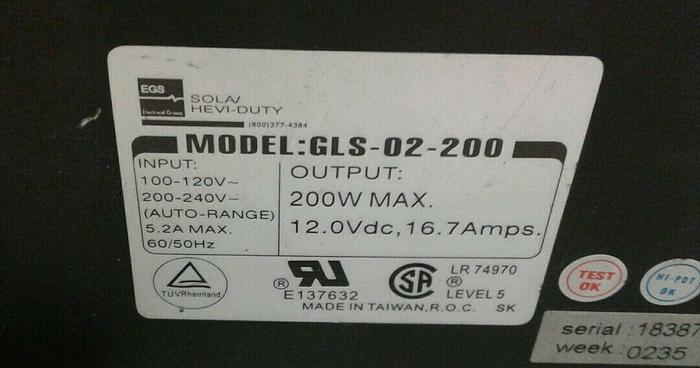 EGS
Electrical Group
SOLA/
HEVI-DUTY
(800)377-4384
MODEL:GLS-02-200
INPUT:
100-120V~
200-240V~
(AUTO-RANGE)
5.2A MAX.
60/50Hz
OUTPUT:
200W MAX.
12.0Vdc,16.7Amps.
TUVRheinland
RU
®
E137632
SA
®
LR 74970
LEVEL 5
MADE IN TAIWAN,R.O.C. SK
TEST
OK
HI-POT
OK
serial :18387
week :0235